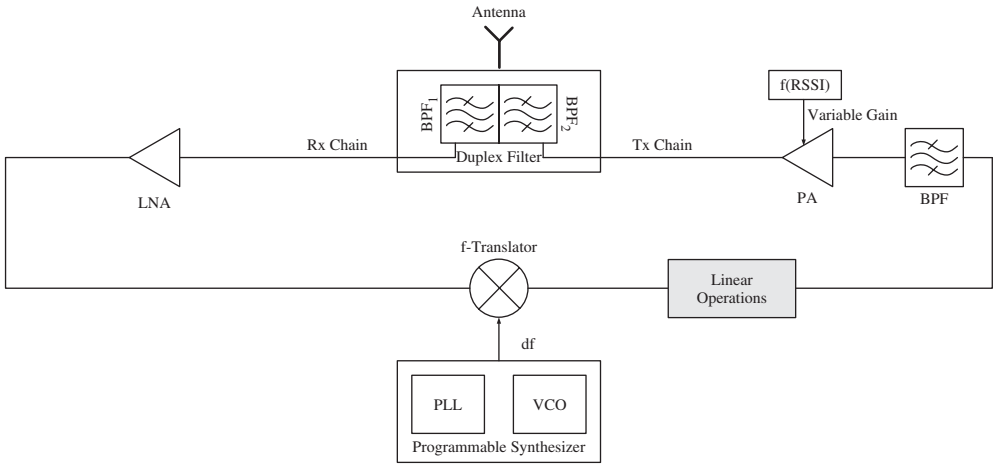 Antenna
f(RSSI)
BPF1
BPF2
Variable Gain
Rx Chain
Duplex Filter
Tx Chain
LNA
PA
BPF
f-Translator
Linear
Operations
df
PLL
VCO
Programmable Synthesizer